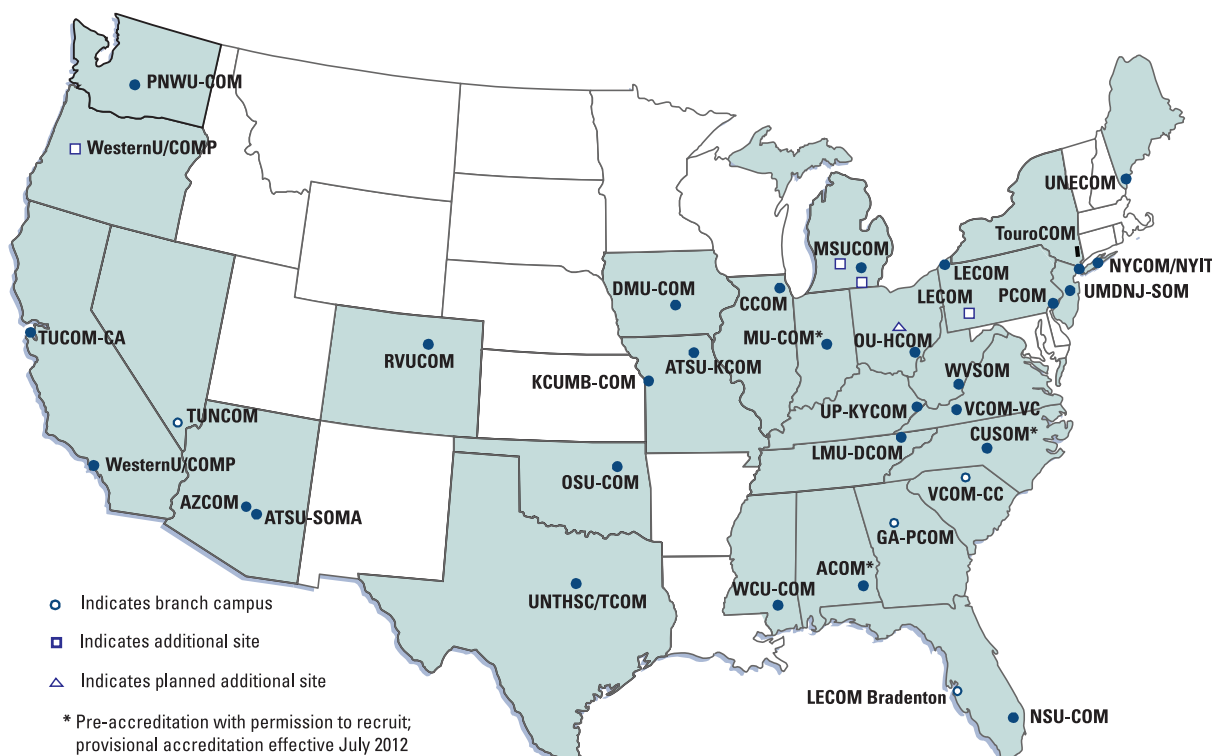 PNWU-COM
WesternU/COMP
UNECOM
TouroCOM
MSUCOM
NYCOM/NYIT
LECOM
DMU-COM
CCOM
LECOM
PCOM
UMDNJ-SOM
TUCOM-CA
MU-COM*
OU-HCOM
RVUCOM
ATSU-KCOM
KCUMB-COM
WVSOM
TUNCOM
UP-KYCOM
VCOM-VC
CUSOM*
LMU-DCOM
WesternU/COMP
OSU-COM
VCOM-CC
AZCOM
ATSU-SOMA
GA-PCOM
ACOM*
WCU-COM
UNTHSC/TCOM
Indicates branch campus
Indicates additional site
Indicates planned additional site
* Pre-accreditation with permission to recruit;
provisional accreditation effective July 2012
LECOM Bradenton
NSU-COM